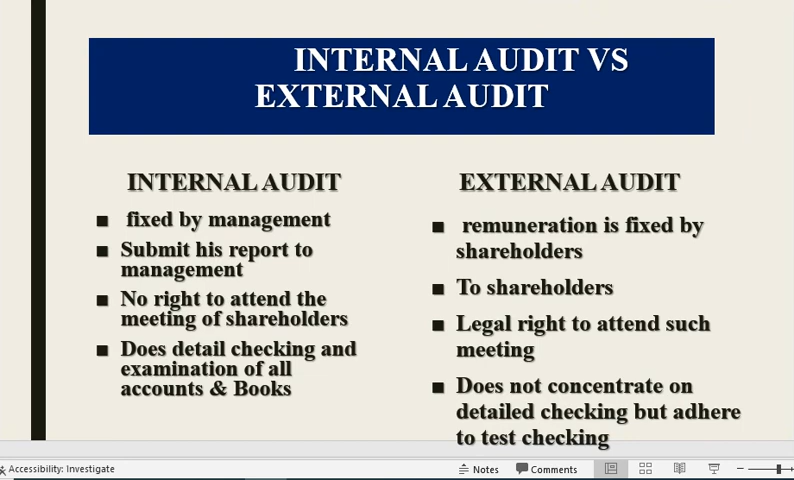 INTERNAL AUDIT VS
EXTERNAL AUDIT
INTERNAL AUDIT
■ fixed by management
■ Submit his report to
management
■ No right to attend the
meeting of shareholders
■ Does detail checking and
examination of all
accounts & Books
EXTERNAL AUDIT
■ remuneration is fixed by
shareholders
■ To shareholders
■ Legal right to attend such
meeting
■ Does not concentrate on
detailed checking but adhere
to test checking
Accessibility: Investigate
Notes
Comments